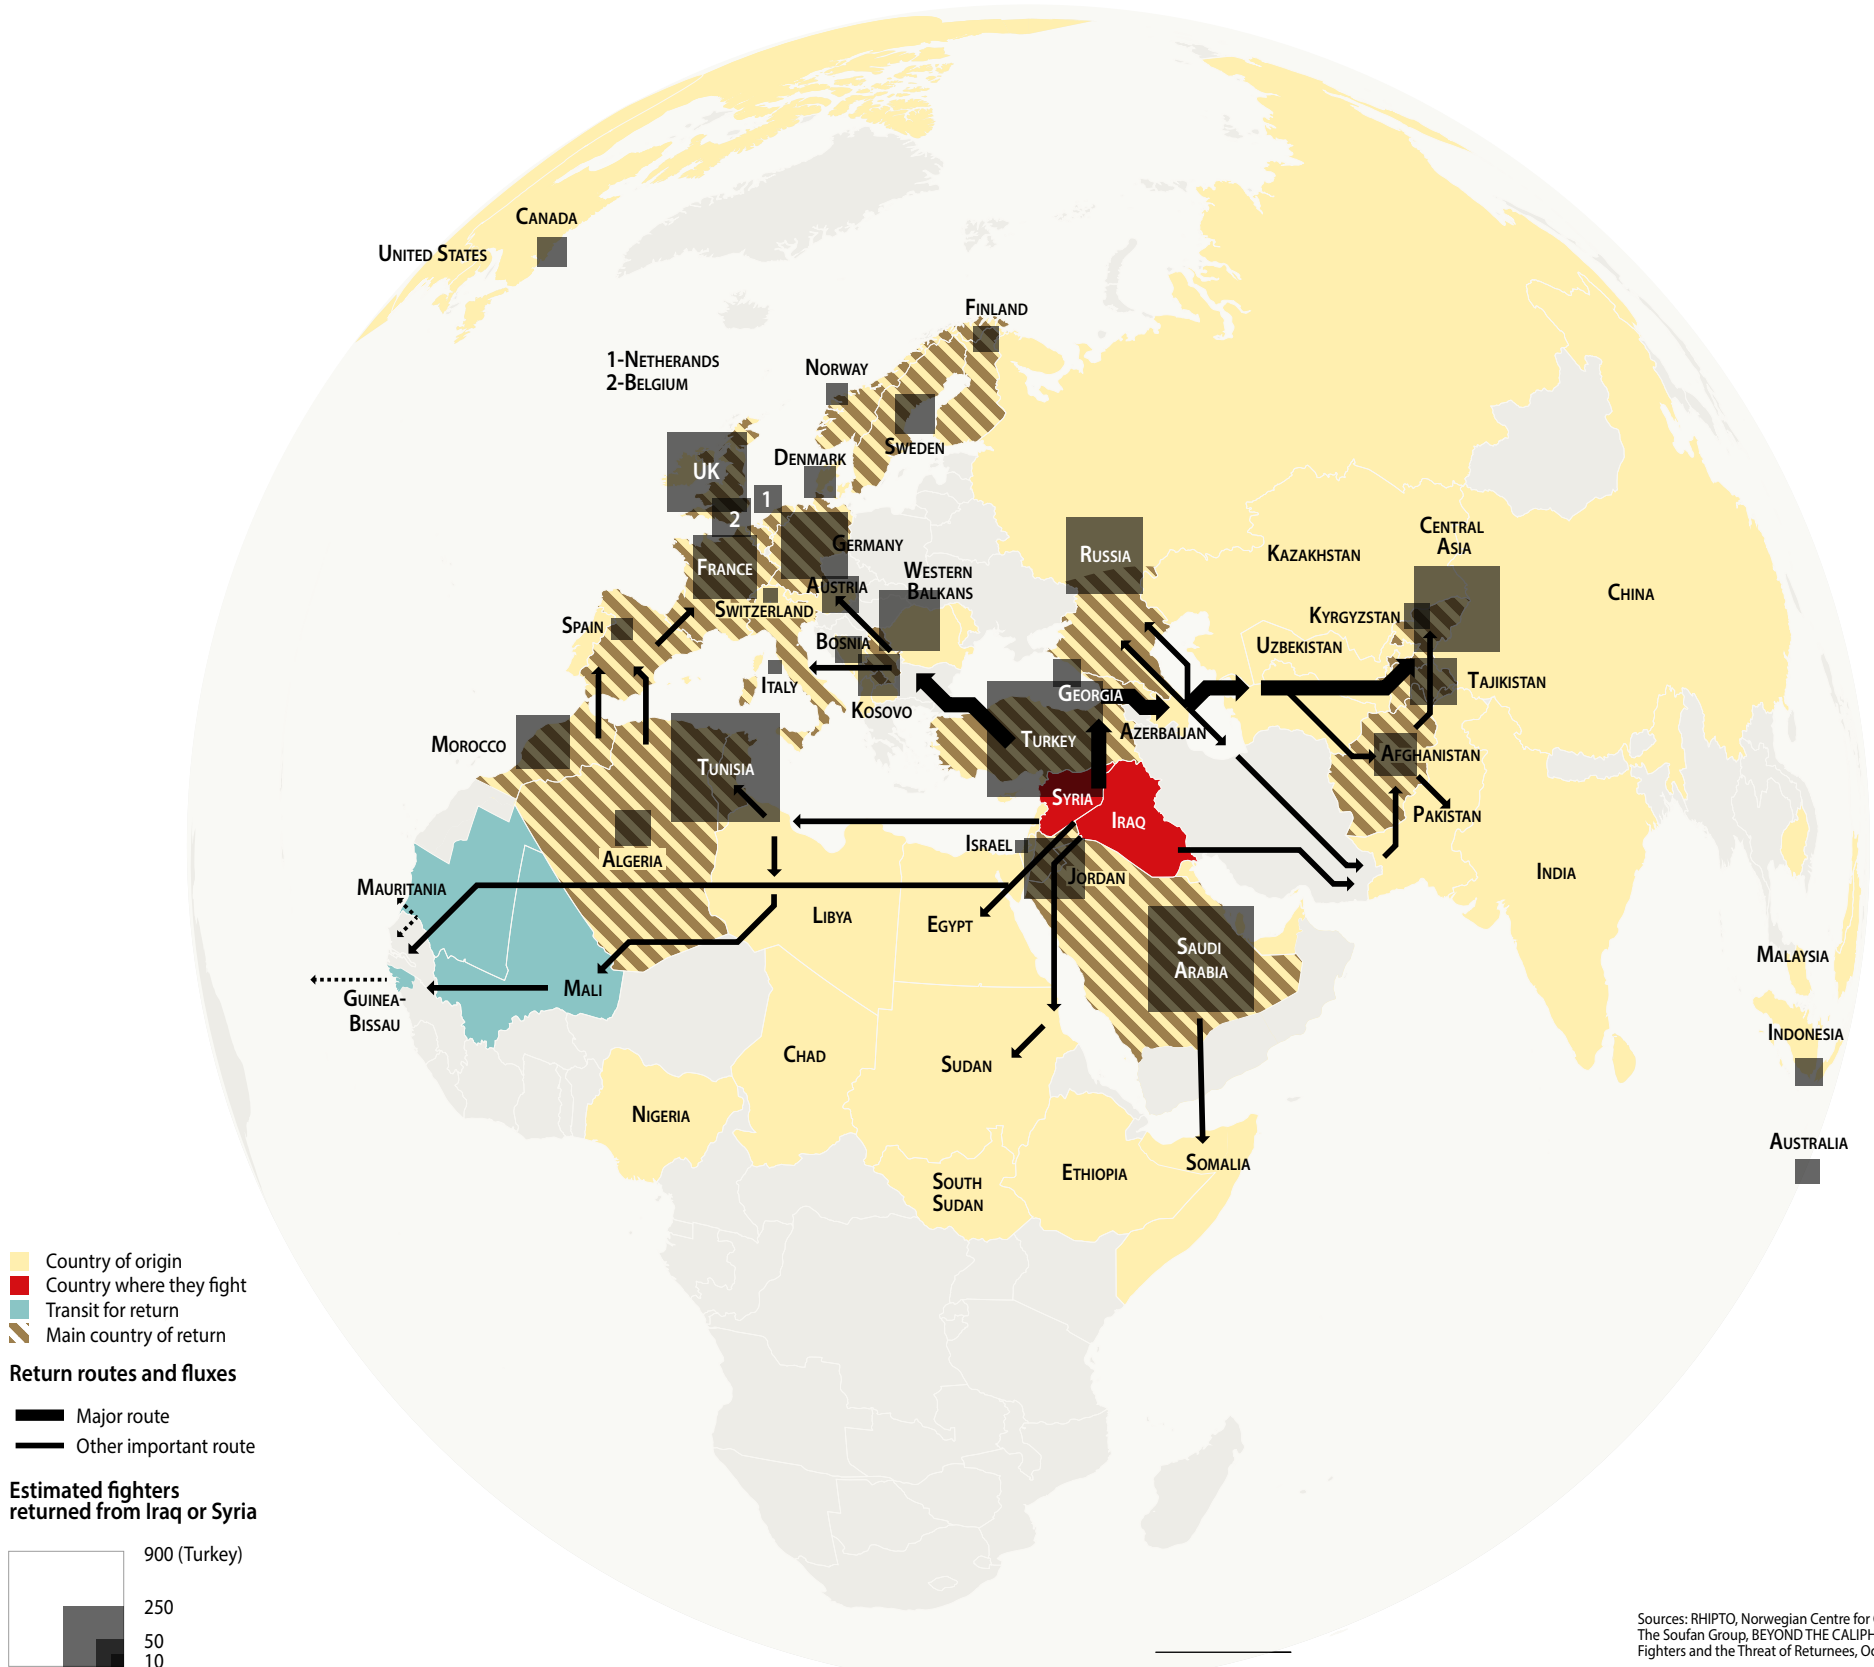 Canada
United States
Finland
1-Netherands
2-Belgium
Norway
Sweden
UK
Denmark
1
2
Germany
France
Austria
Western
Balkans
Switzerland
Spain
Bosnia
Italy
Kosovo
Russia
Kazakhstan
Central
Asia
China
Kyrgyzstan
Uzbekistan
Tajikistan
Georgia
Azerbaijan
Turkey
Afghanistan
Pakistan
Morocco
Tunisia
Syria
Iraq
Israel
Jordan
Algeria
India
Mauritania
Libya
Egypt
Saudi
Arabia
Malaysia
Mali
Guinea-
Bissau
Indonesia
Chad
Sudan
Nigeria
Australia
Somalia
Ethiopia
South
Sudan
Country of origin
Country where they fight
Transit for return
Main country of return
Return routes and fluxes
Major route
Other important route
Estimated fighters
returned from Iraq or Syria
900 (Turkey)
250
50
10
Sources: RHIPTO, Norwegian Centre for
The Soufan Group, BEYOND THE CALIPH
Fighters and the Threat of Returnees,